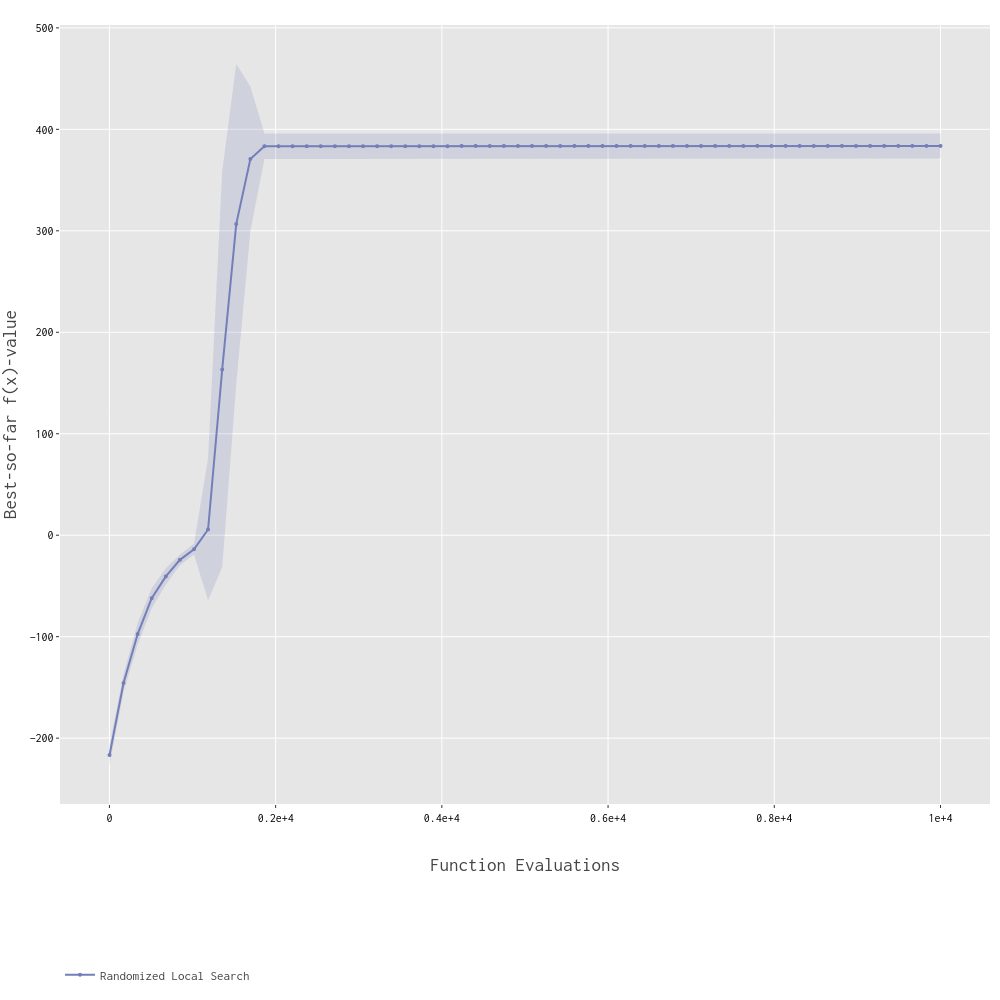 500
400
300
200
100
0
−100
−200
Best-so-far f(x)-value
0 0.2e+4 0.4e+4 0.6e+4 0.8e+4 1e+4
Function Evaluations
Randomized Local Search